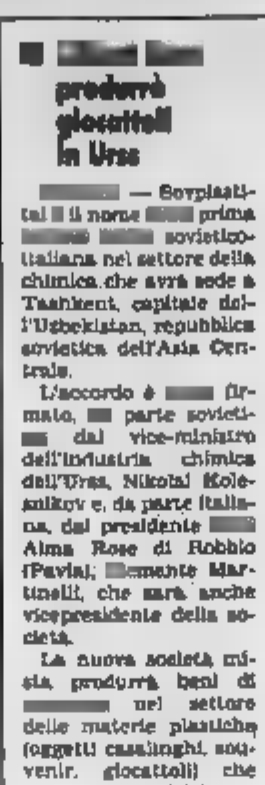 produrrà
giocattoli
in Urss
— Sovplasti-
tal è il nome prima
sovietico-
italiana nel settore della
chimica che avrà sede a
Tashkent, capitale del-
l'Uzbekistan, repubblica
sovietica dell'Asia Cen-
trale.
L'accordo è fir-
mato, parte sovieti-
dal vice-ministro
dell'industria chimica
dell'Urss, Nikolai Kole-
snikov e, da parte italia-
na, dal presidente
Alma Rose di Robbio
(Pavia), Mar-
tinelli, che sarà anche
vicepresidente della so-
cietà.
La nuova società mi-
sta produrrà beni di
nel settore
delle materie plastiche
(oggetti casalinghi, sou-
venir, giocattoli) che